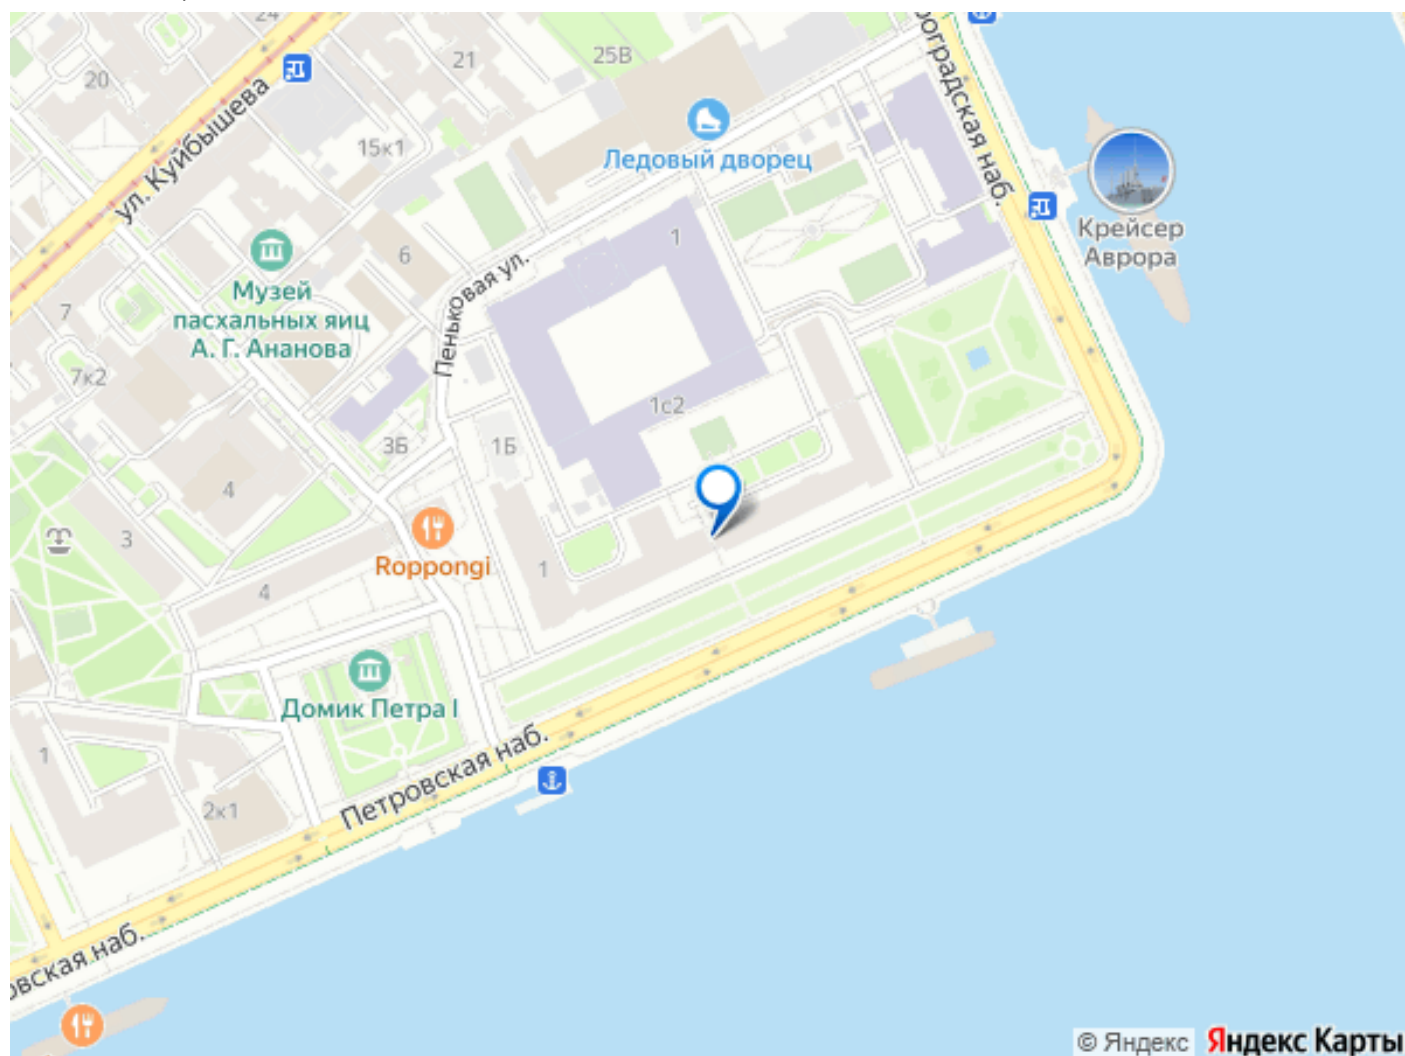 24
20
21
25В
ул. Куйбышева
15к1
Ледовый дворец
роградская наб.
Крейсер
Аврора
6
1
Музей
пасхальных яиц
А. Г. Ананова
Пеньковая ул.
7
7к2
1с2
3Б
1Б
4
3
Roppongi
1
4
Домик Петра I
Петровская наб.
1
2к1
овская наб.
© Яндекс
Яндекс Карты